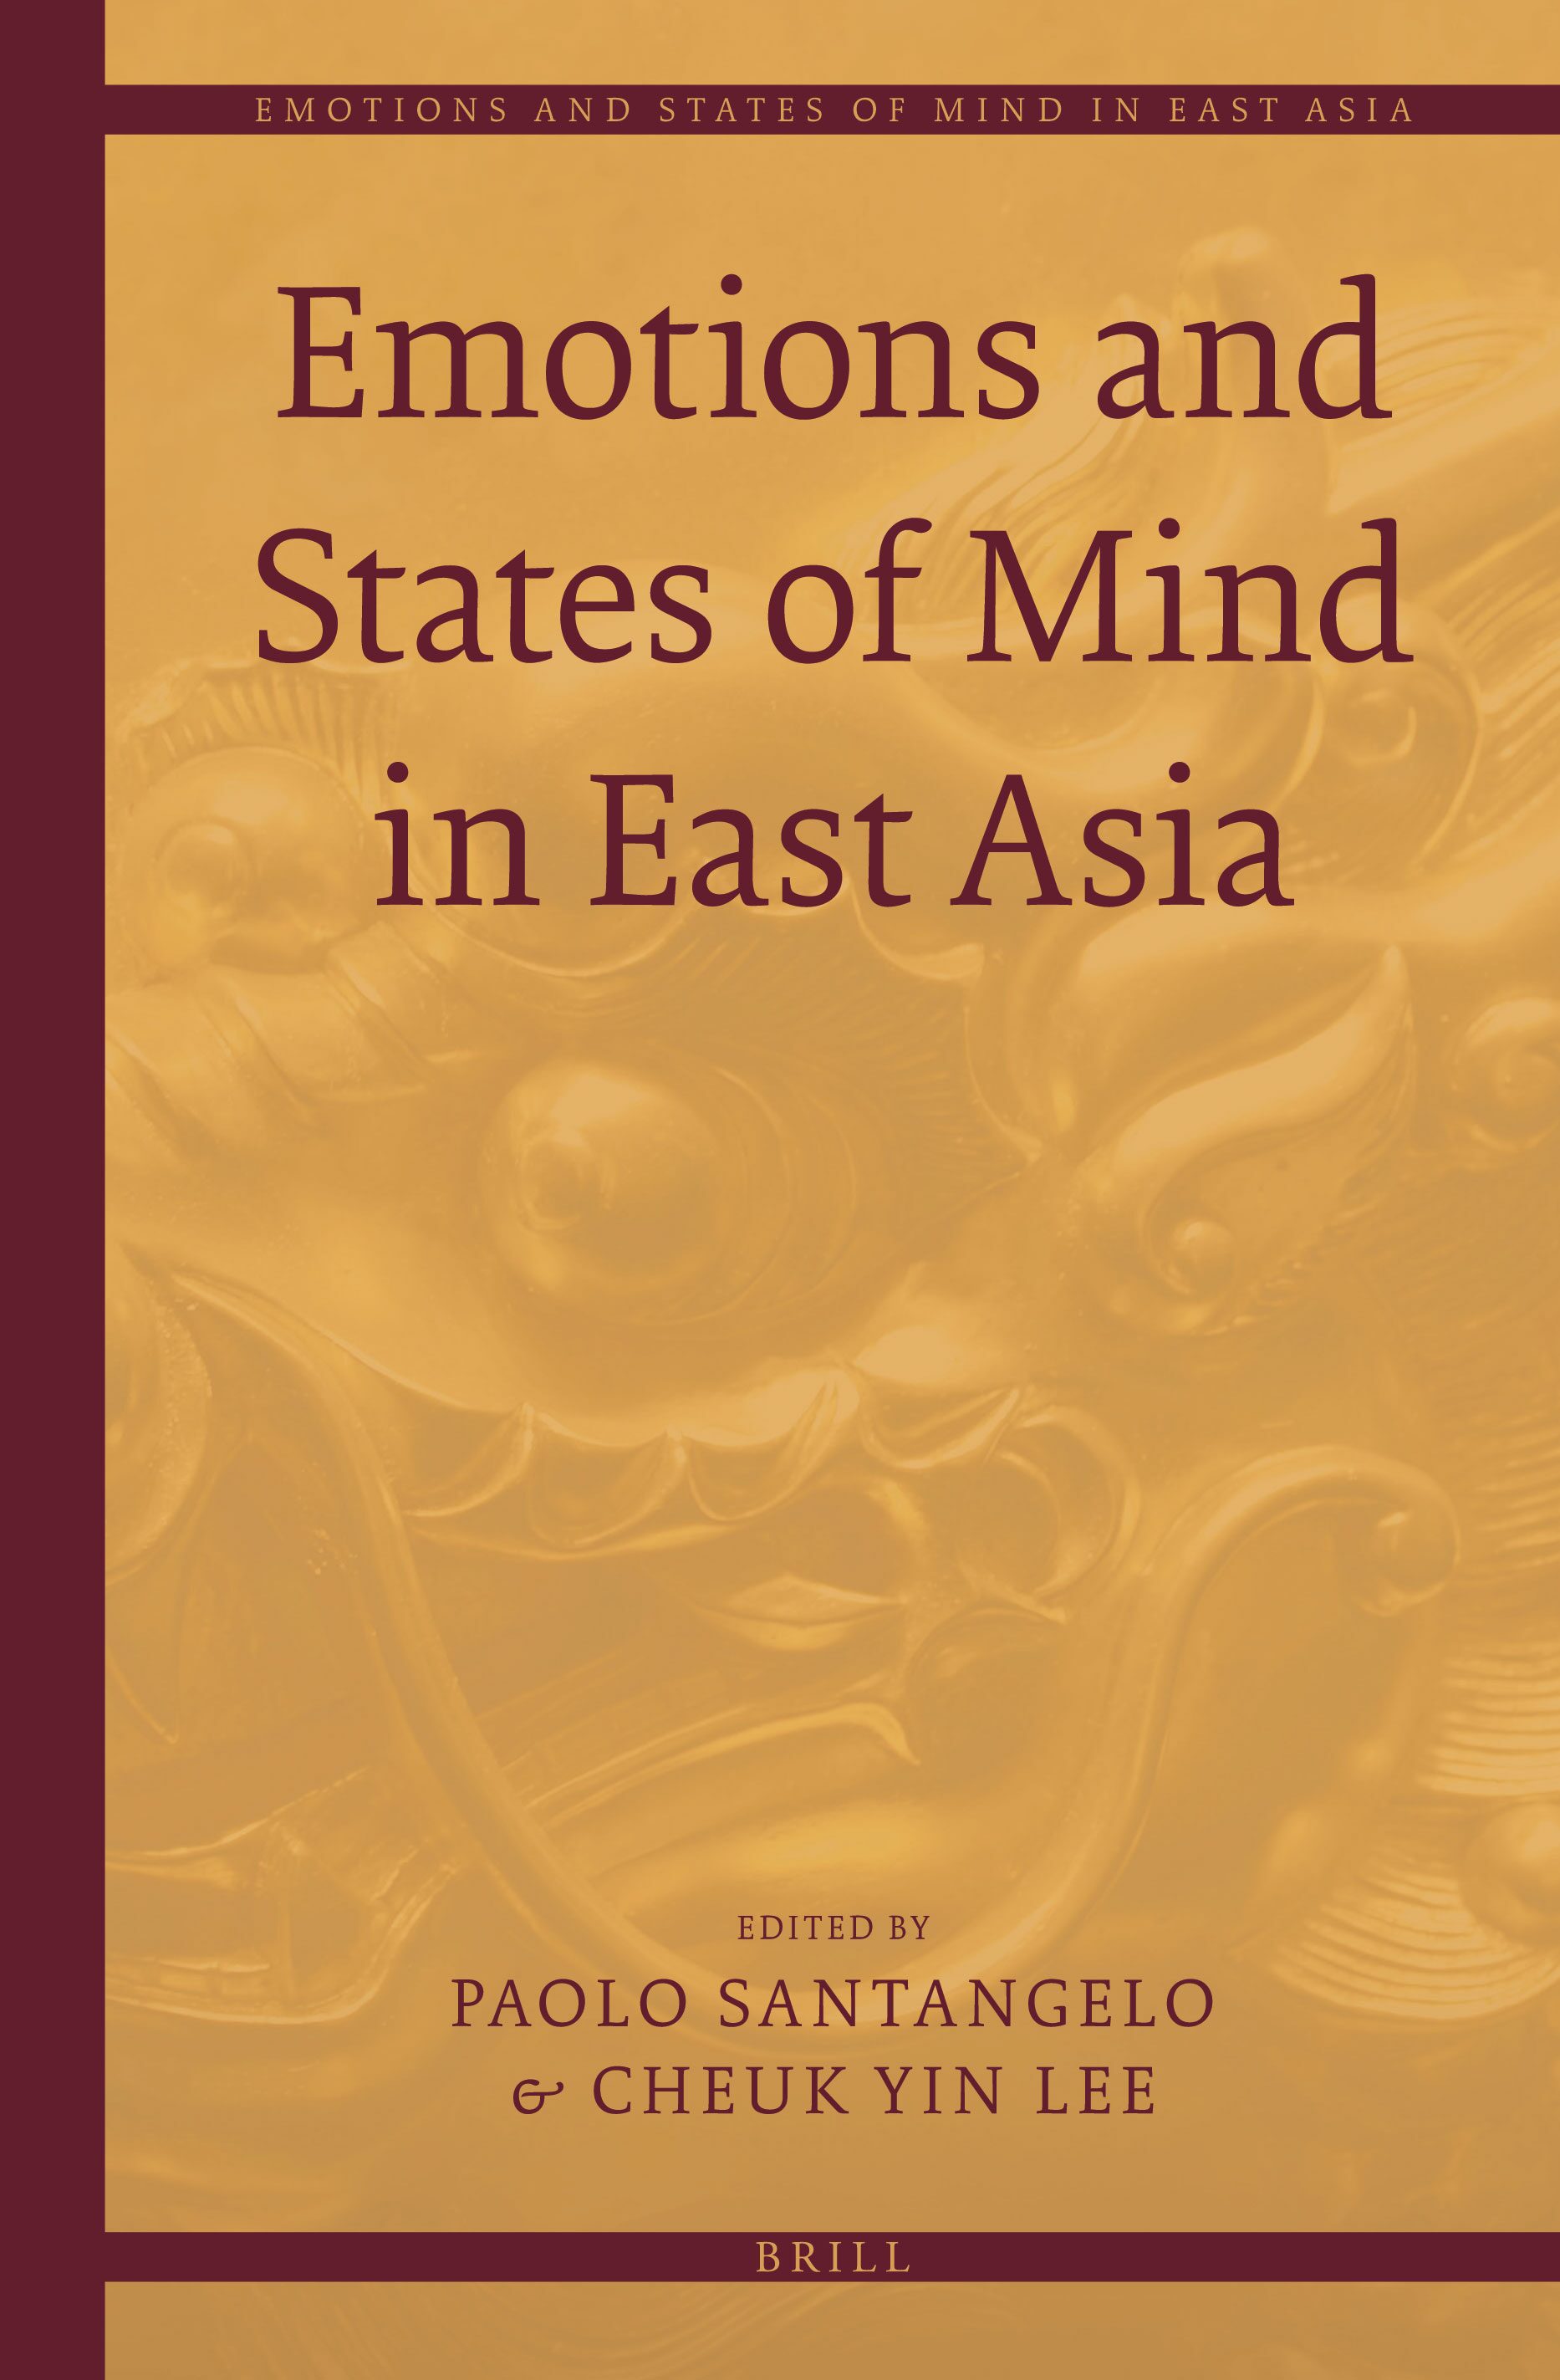 EMOTIONS AND STATES OF MIND IN EAST ASIA
Emotions and
States of Mind
in East Asia
EDITED BY
PAOLO SANTANGELO
& CHEUK YIN LEE
BRILL